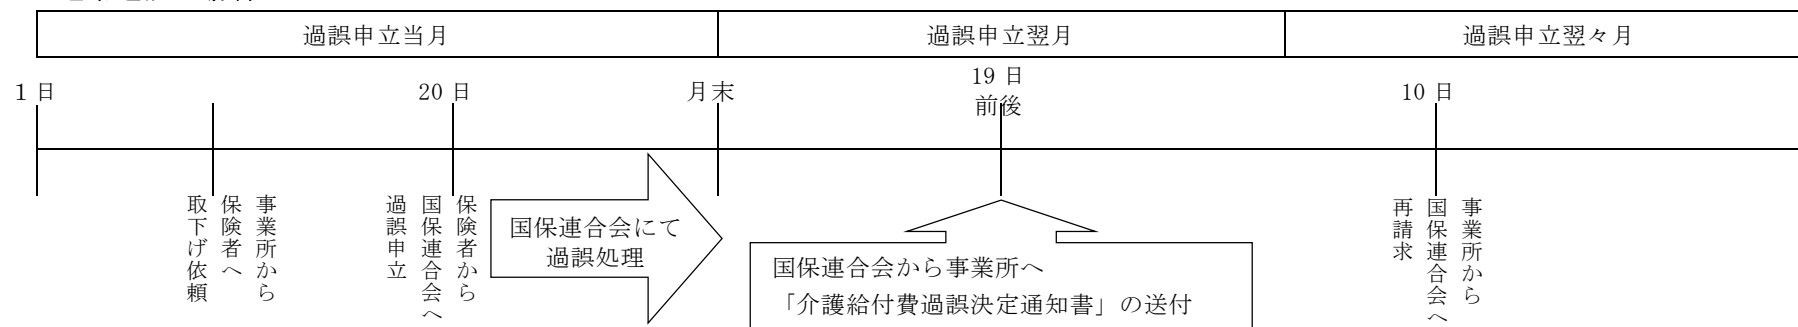 過誤申立当月
過誤申立翌月
過誤申立翌々月
1日
20日
月末
19日
前後
10日
事業所から
保険者へ
取下げ依頼
保険者から
国保連合会へ
過誤申立
国保連合会にて
過誤処理
国保連合会から事業所へ
「介護給付費過誤決定通知書」の送付
事業所から
国保連合会へ
再請求